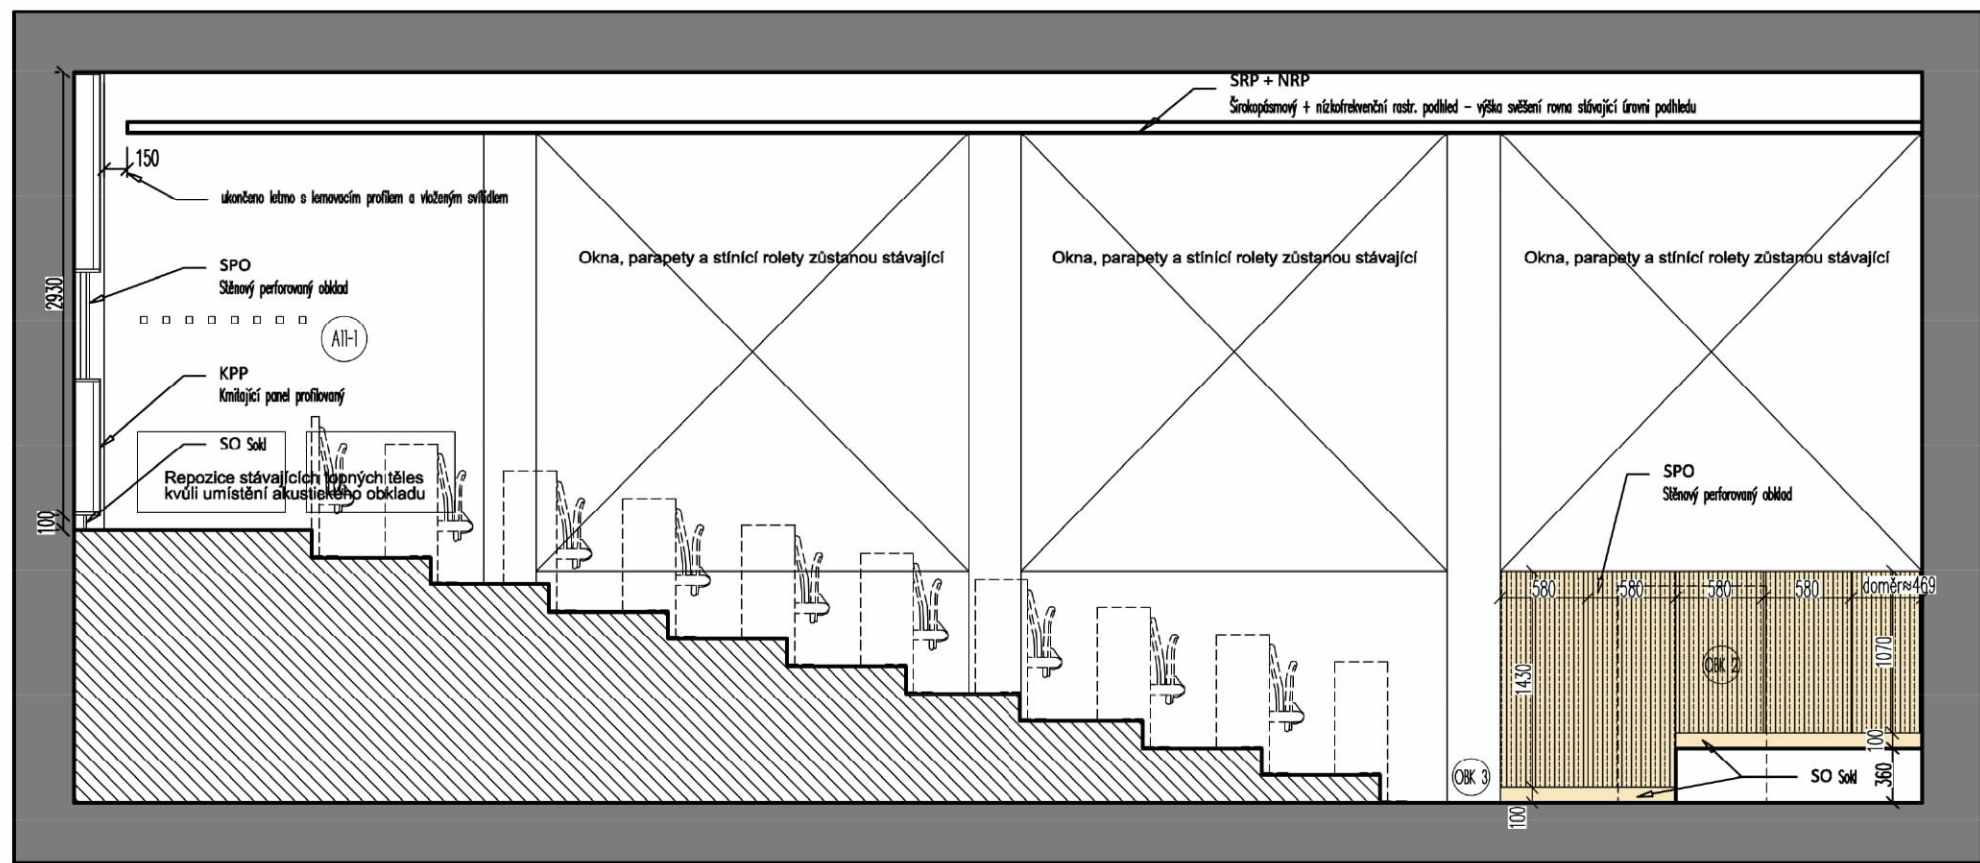 SRP + NRP
Širokopásmový + nízkofrekvenční rastr. podhled – výška svěšení rovna stávající úrovni podhledu
150
ukončeno letmo s lemovacím profilem a vloženým svítidlem
Okna, parapety a stínící rolety zůstanou stávající
Okna, parapety a stínící rolety zůstanou stávající
Okna, parapety a stínící rolety zůstanou stávající
SPO
Stěnový perforovaný obklad
2930
A11-1
KPP
Kmitající panel profilovaný
SO Sokl
Repozice stávajících topných těles
kvůli umístění akustického obkladu
100
SPO
Stěnový perforovaný obklad
580
580
580
580
doměr≈469
1430
OBK 2
1070
100
OBK 3
SO Sokl
360
100